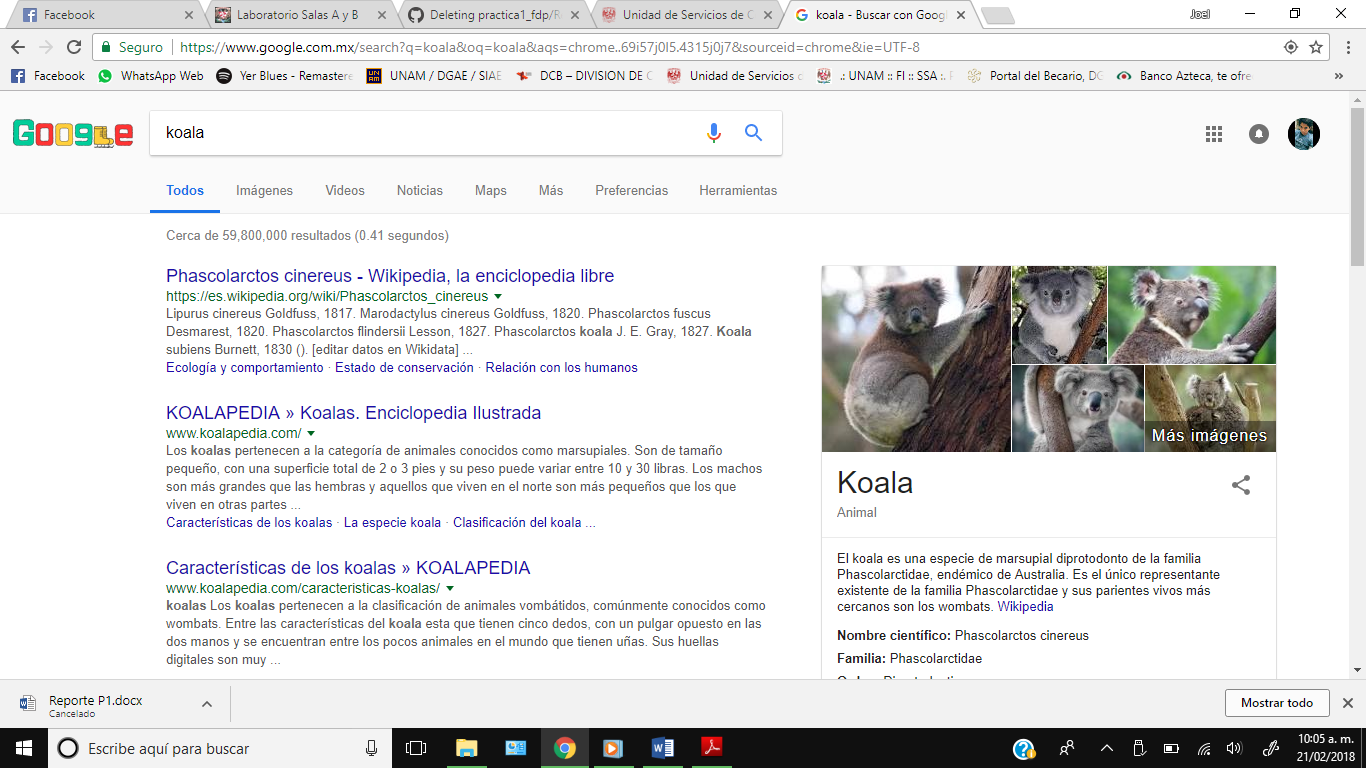 Facebook
Laboratorio Salas A y B
Deleting practica1_fdp/R
Unidad de Servicios de C
koala - Buscar con Googl
Joel
Seguro
https://www.google.com.mx/search?q=koala&oq=koala&aqs=chrome..69i57j0l5.4315j0j7&sourceid=chrome&ie=UTF-8
Facebook
WhatsApp Web
Yer Blues - Remastere
UNAM / DGAE / SIAE
DCB – DIVISION DE C
Unidad de Servicios c
.: UNAM :: FI :: SSA :. F
Portal del Becario, DG
Banco Azteca, te ofre
Google
koala
Todos
Imágenes
Videos
Noticias
Maps
Más
Preferencias
Herramientas
Cerca de 59,800,000 resultados (0.41 segundos)
Phascolarctos cinereus - Wikipedia, la enciclopedia libre
https://es.wikipedia.org/wiki/Phascolarctos_cinereus
Lipurus cinereus Goldfuss, 1817. Marodactylus cinereus Goldfuss, 1820. Phascolarctos fuscus
Desmarest, 1820. Phascolarctos flindersii Lesson, 1827. Phascolarctos koala J. E. Gray, 1827. Koala
subiens Burnett, 1830 (). [editar datos en Wikidata] ...
Ecología y comportamiento · Estado de conservación · Relación con los humanos
KOALAPEDIA » Koalas. Enciclopedia Ilustrada
www.koalapedia.com/
Los koalas pertenecen a la categoría de animales conocidos como marsupiales. Son de tamaño
pequeño, con una superficie total de 2 o 3 pies y su peso puede variar entre 10 y 30 libras. Los machos
son más grandes que las hembras y aquellos que viven en el norte son más pequeños que los que
viven en otras partes ...
Características de los koalas · La especie koala · Clasificación del koala ...
Características de los koalas » KOALAPEDIA
www.koalapedia.com/caracteristicas-koalas/
koalas Los koalas pertenecen a la clasificación de animales vombátidos, comúnmente conocidos como
wombats. Entre las características del koala esta que tienen cinco dedos, con un pulgar opuesto en las
dos manos y se encuentran entre los pocos animales en el mundo que tienen uñas. Sus huellas
digitales son muy ...
Más imágenes
Koala
Animal
El koala es una especie de marsupial diprotodonto de la familia
Phascolarctidae, endémico de Australia. Es el único representante
existente de la familia Phascolarctidae y sus parientes vivos más
cercanos son los wombats. Wikipedia
Nombre científico: Phascolarctos cinereus
Familia: Phascolarctidae
Reporte P1.docx
Cancelado
Mostrar todo
Escribe aquí para buscar
10:05 a. m.
21/02/2018